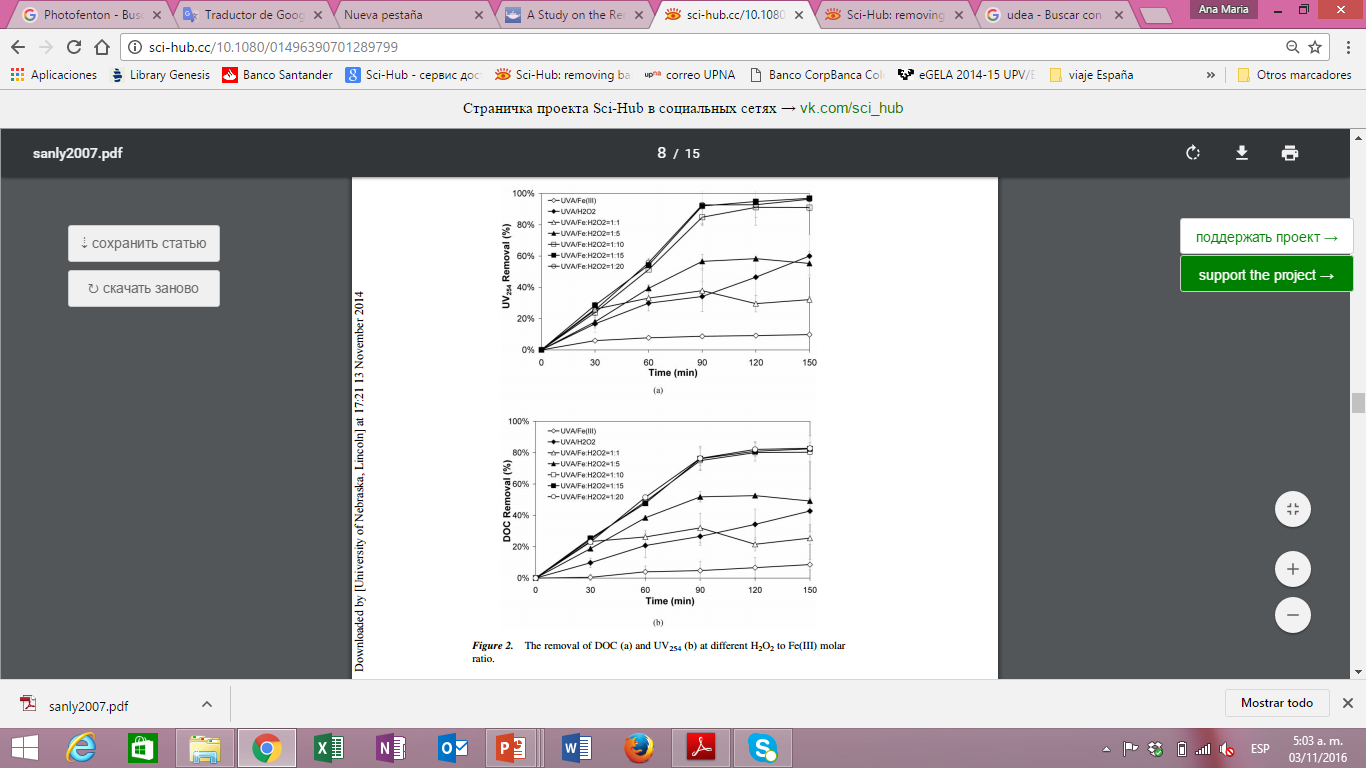 Photofenton - Bus
Traductor de Goog
Nueva pestaña
A Study on the Re
sci-hub.cc/10.1080
Sci-Hub: removing
udea - Buscar con
Ana Maria
sci-hub.cc/10.1080/01496390701289799
Aplicaciones
Library Genesis
Banco Santander
Sci-Hub - сервис дос
Sci-Hub: removing ba
upna correo UPNA
Banco CorpBanca Col
eGELA 2014-15 UPV/E
viaje España
»
Otros marcadores
Страничка проекта Sci-Hub в социальных сетях → vk.com/sci_hub
sanly2007.pdf
8 / 15
⇣ сохранить статью
↻ скачать заново
поддержать проект →
support the project →
Downloaded by [University of Nebraska, Lincoln] at 17:21 13 November 2014
UV254 Removal (%)
100%
80%
60%
40%
20%
0%
UVA/Fe(III)
UVA/H2O2
UVA/Fe:H2O2=1:1
UVA/Fe:H2O2=1:5
UVA/Fe:H2O2=1:10
UVA/Fe:H2O2=1:15
UVA/Fe:H2O2=1:20
0 30 60 90 120 150
Time (min)
(a)
DOC Removal (%)
100%
80%
60%
40%
20%
0%
UVA/Fe(III)
UVA/H2O2
UVA/Fe:H2O2=1:1
UVA/Fe:H2O2=1:5
UVA/Fe:H2O2=1:10
UVA/Fe:H2O2=1:15
UVA/Fe:H2O2=1:20
0 30 60 90 120 150
Time (min)
(b)
Figure 2. The removal of DOC (a) and UV254 (b) at different H2O2 to Fe(III) molar
ratio.
sanly2007.pdf
Mostrar todo
ESP
5:03 a. m.
03/11/2016